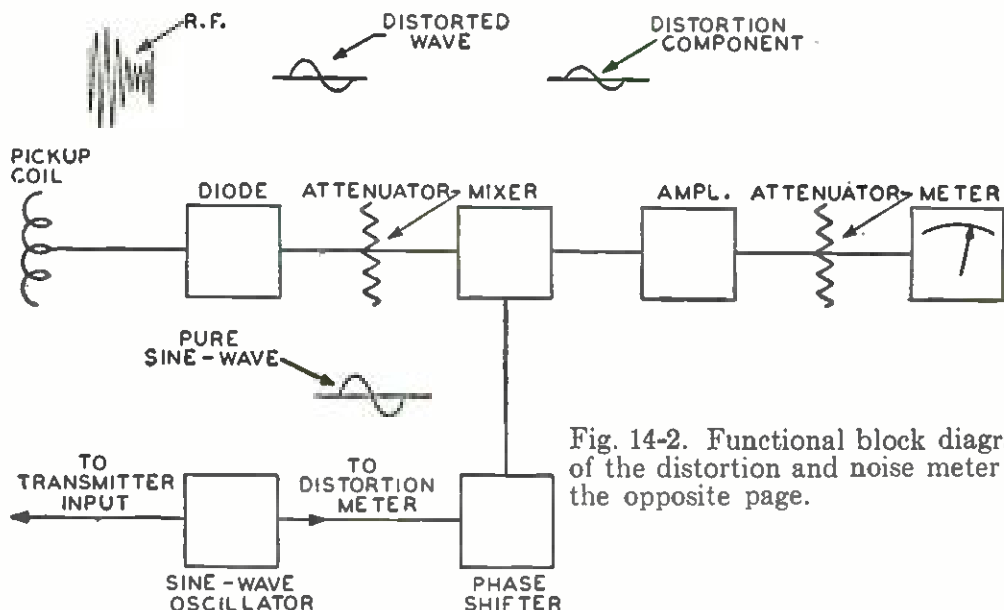 R.F.
DISTORTED
WAVE
DISTORTION
COMPONENT
PICKUP
COIL
DIODE
ATTENUATOR
MIXER
AMPL.
ATTENUATOR
METER
PURE
SINE-WAVE
TO
TRANSMITTER
INPUT
TO
DISTORTION
METER
SINE-WAVE
OSCILLATOR
PHASE
SHIFTER
Fig. 14-2. Functional block diagr
of the distortion and noise meter
the opposite page.